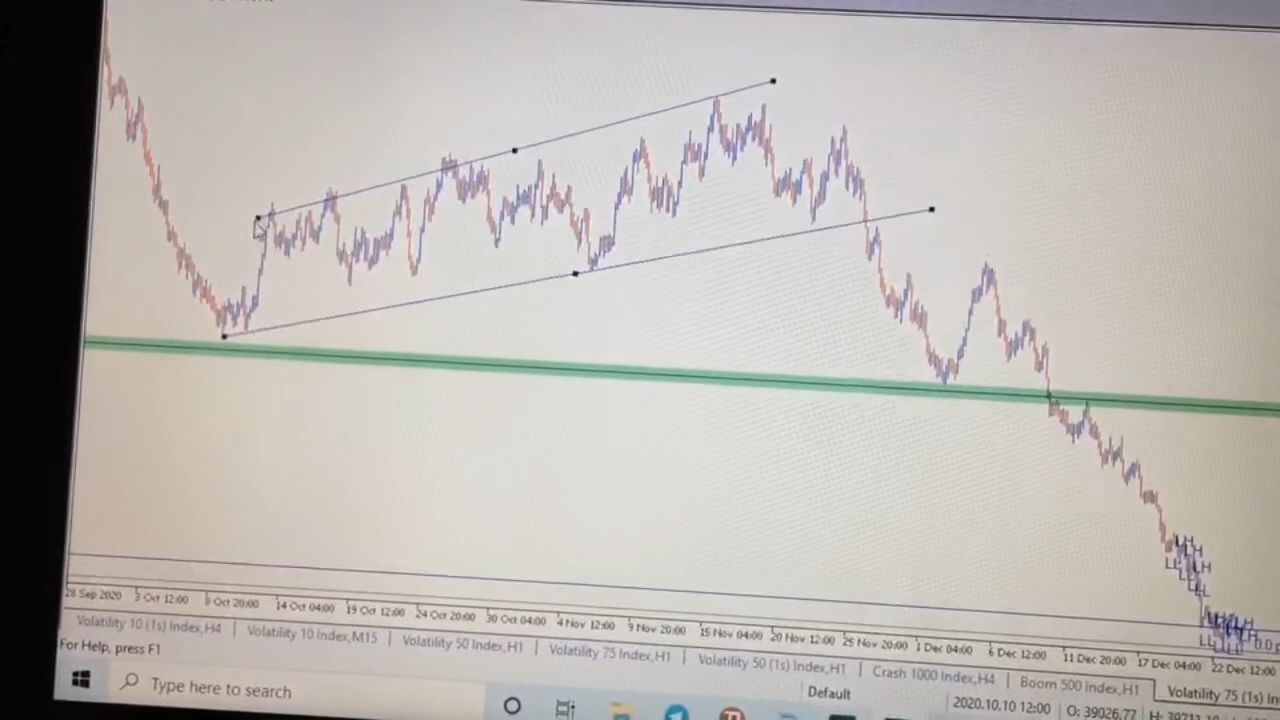 LH
LH
LL
LH
LL
LL
28 Sep 2020 3 Oct 12:00 8 Oct 20:00 14 Oct 04:00 19 Oct 12:00 24 Oct 20:00 30 Oct 04:00 4 Nov 12:00 9 Nov 20:00 15 Nov 04:00 20 Nov 12:00 25 Nov 20:00 1 Dec 04:00 6 Dec 12:00 11 Dec 20:00 17 Dec 04:00 22 Dec 12:00
Volatility 10 (1s) Index,H4 | Volatility 10 Index,M15 | Volatility 50 Index,H1 | Volatility 75 Index,H1 | Volatility 50 (1s) Index,H1 | Crash 1000 Index,H4 | Boom 500 Index,H1 | Volatility 75 (1s) In
For Help, press F1
Default
2020.10.10 12:00 | O: 39026.77
Type here to search